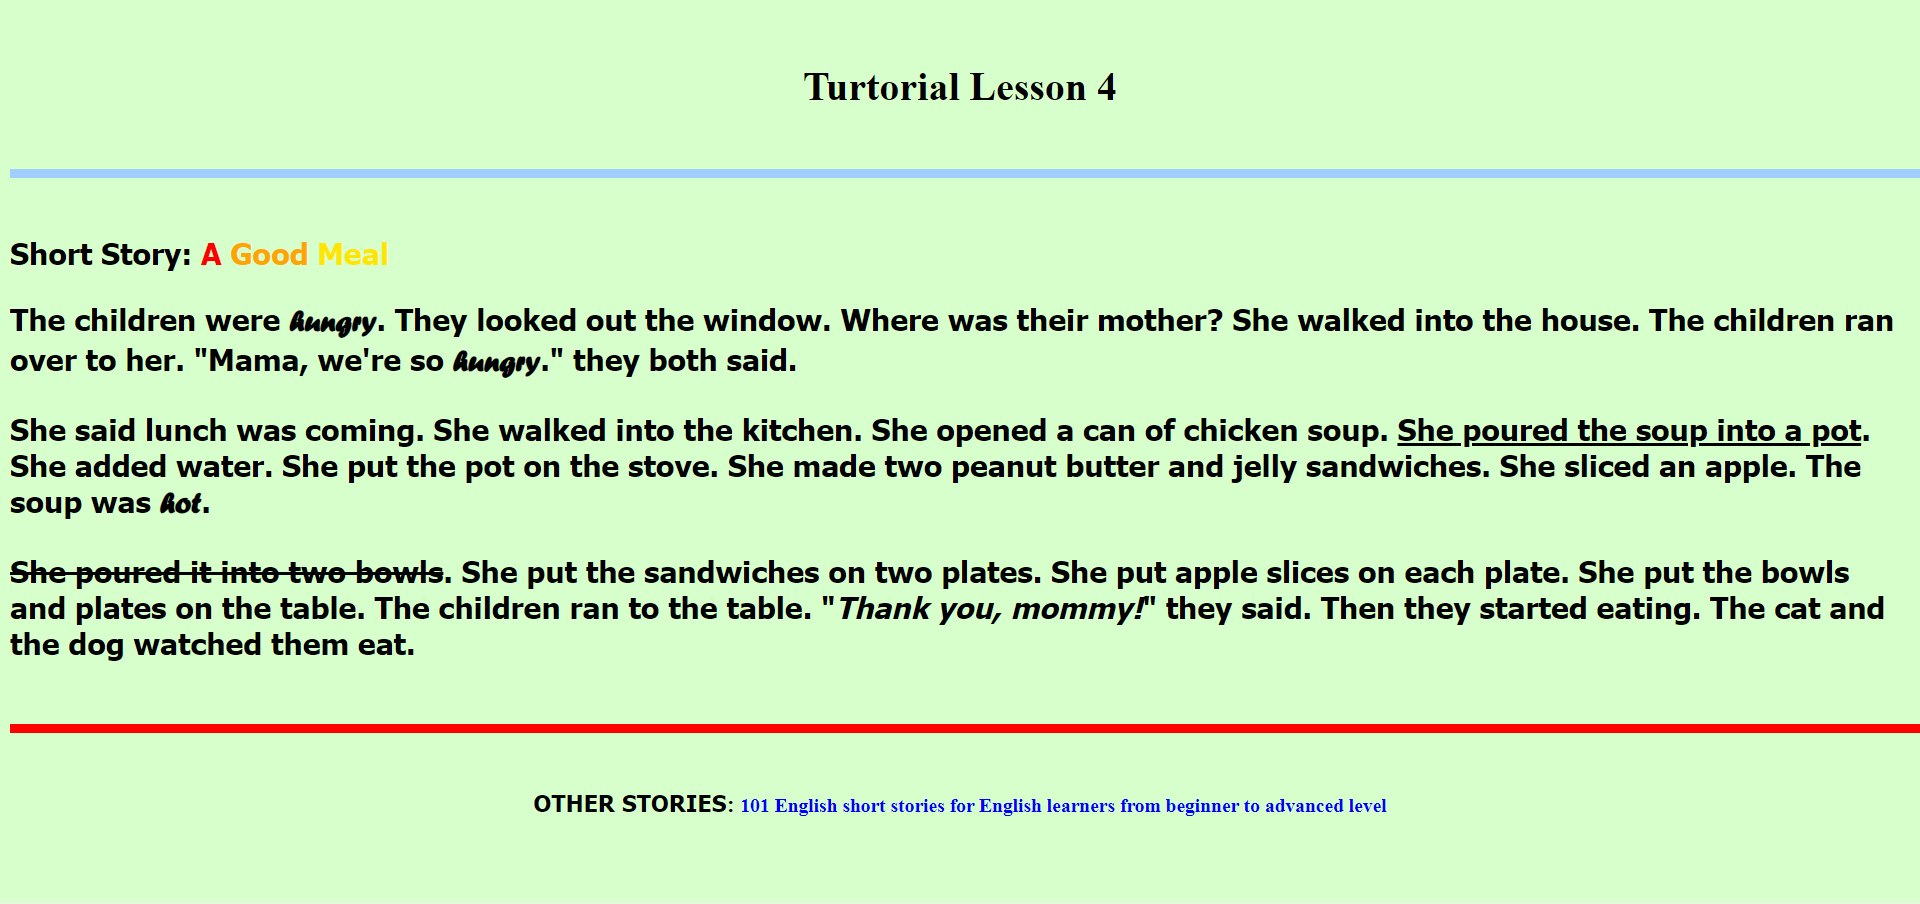 Turtorial Lesson 4
Short Story: A Good Meal
The children were hungry. They looked out the window. Where was their mother? She walked into the house. The children ran
over to her. "Mama, we're so hungry." they both said.
She said lunch was coming. She walked into the kitchen. She opened a can of chicken soup. She poured the soup into a pot.
She added water. She put the pot on the stove. She made two peanut butter and jelly sandwiches. She sliced an apple. The
soup was hot.
She poured it into two bowls. She put the sandwiches on two plates. She put apple slices on each plate. She put the bowls
and plates on the table. The children ran to the table. "Thank you, mommy!" they said. Then they started eating. The cat and
the dog watched them eat.
OTHER STORIES: 101 English short stories for English learners from beginner to advanced level